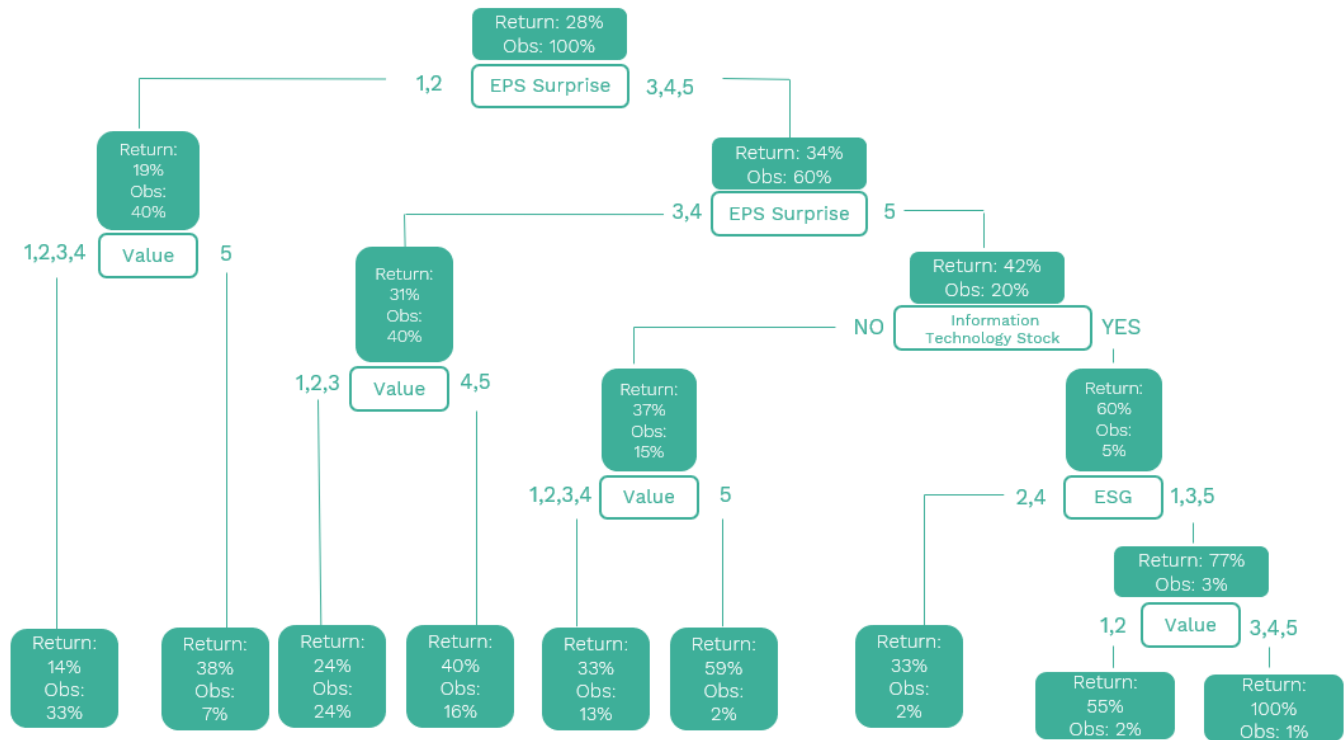 Return: 28%
Obs: 100%
1,2
EPS Surprise
3,4,5
Return:
19%
Obs:
40%
Return: 34%
Obs: 60%
3,4
EPS Surprise
5
1,2,3,4
Value
5
Return:
31%
Obs:
40%
Return: 42%
Obs: 20%
NO
Information
Technology Stock
YES
1,2,3
Value
4,5
Return:
37%
Obs:
15%
Return:
60%
Obs:
5%
1,2,3,4
Value
5
2,4
ESG
1,3,5
Return: 77%
Obs: 3%
1,2
Value
3,4,5
Return:
14%
Obs:
33%
Return:
38%
Obs:
7%
Return:
24%
Obs:
24%
Return:
40%
Obs:
16%
Return:
33%
Obs:
13%
Return:
59%
Obs:
2%
Return:
33%
Obs:
2%
Return:
55%
Obs: 2%
Return:
100%
Obs: 1%